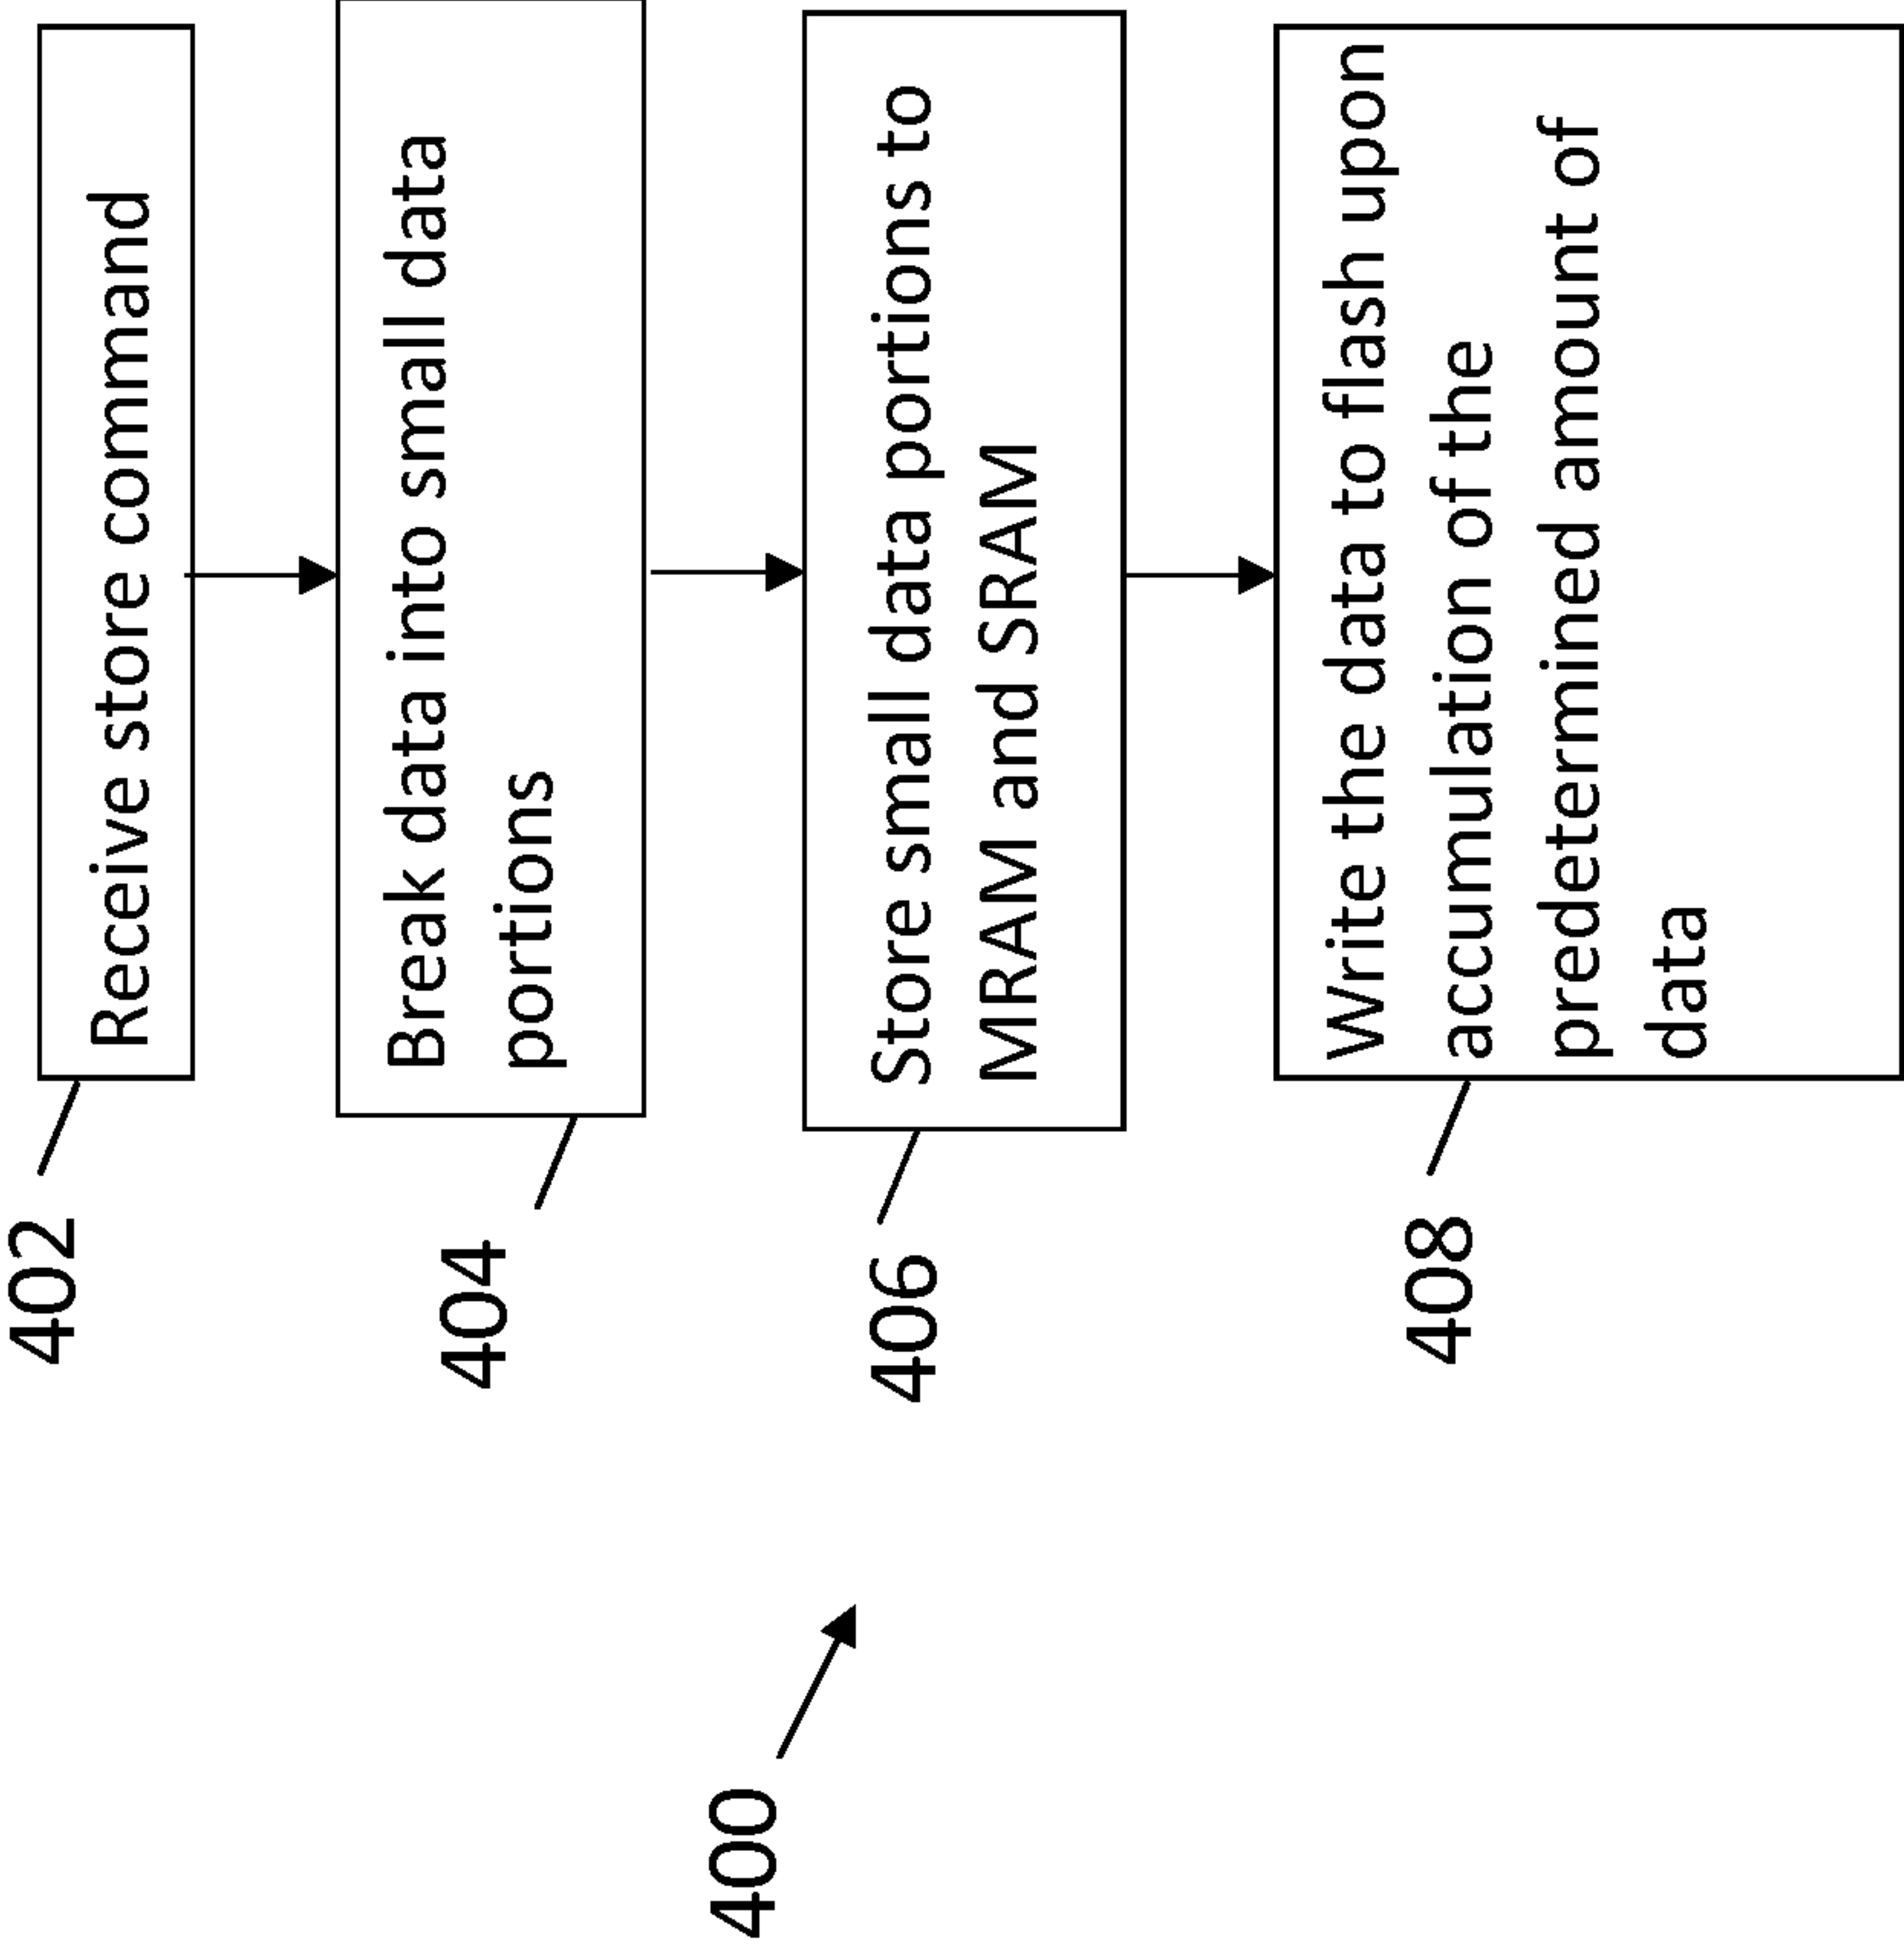 402
Receive store command
404
Break data into small data
portions
406
Store small data portions to
MRAM and SRAM
408
Write the data to flash upon
accumulation of the
predetermined amount of
data
400